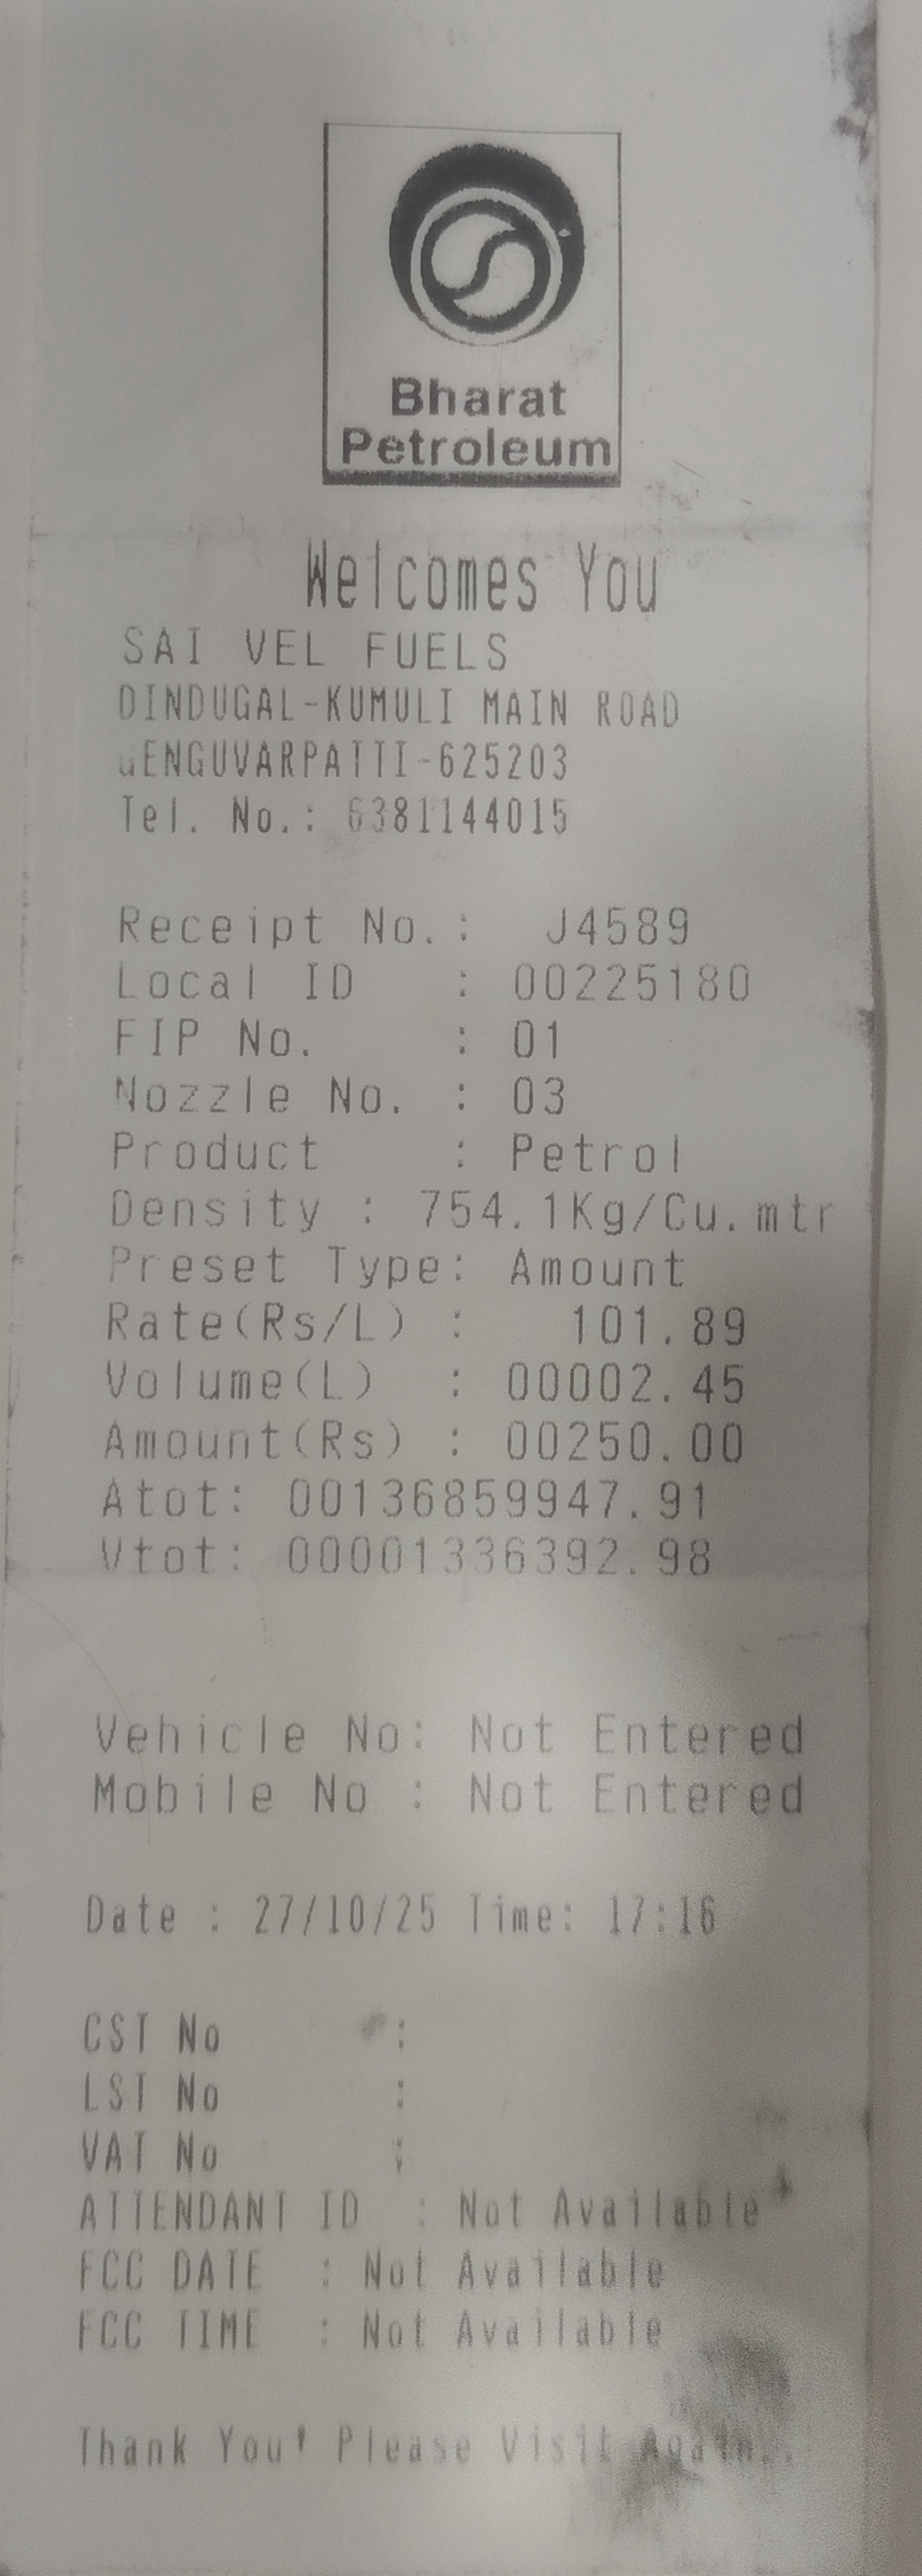 Bharat
Petroleum
Welcomes You
SAI VEL FUELS
DINDUGAL-KUMULI MAIN ROAD
GENGUVARPATTI-625203
Tel. No.: 6381144015
Receipt No.: J4589
Local ID : 00225180
FIP No. : 01
Nozzle No. : 03
Product : Petrol
Density : 754.1Kg/Cu.mtr
Preset Type: Amount
Rate(Rs/L) : 101.89
Volume(L) : 00002.45
Amount(Rs) : 00250.00
Atot: 00136859947.91
Vtot: 00001336392.98
Vehicle No: Not Entered
Mobile No : Not Entered
Date : 27/10/25 Time: 17:16
CST No :
LST No :
VAT No :
ATTENDANT ID : Not Available
FCC DATE : Not Available
FCC TIME : Not Available
Thank You! Please Visit Again..